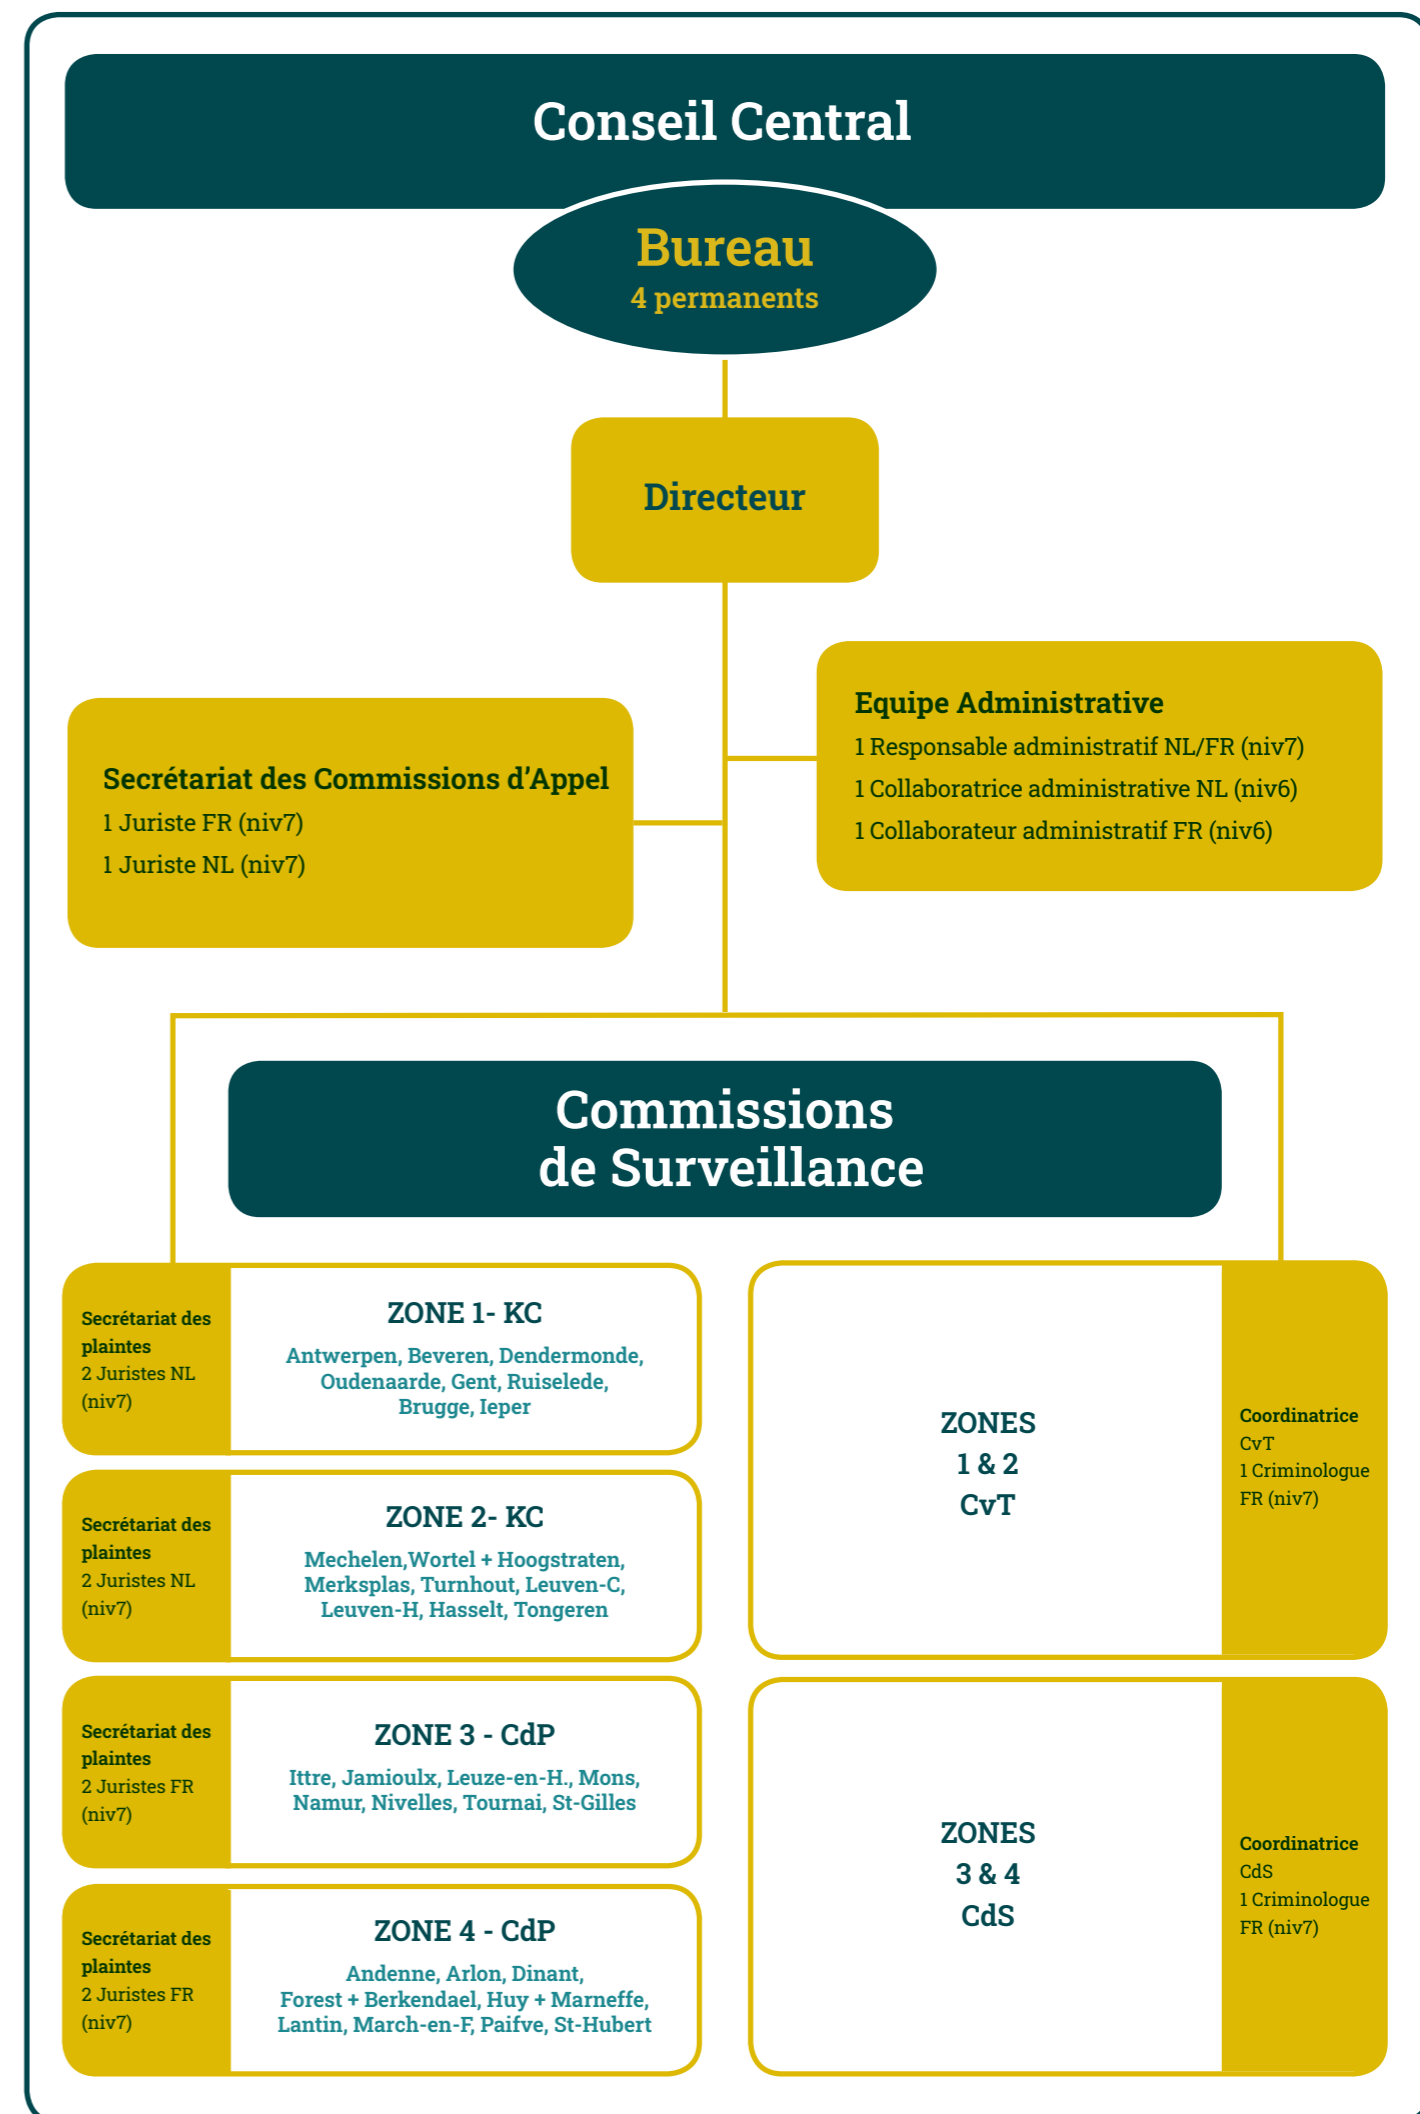 Conseil Central
Bureau
4 permanents
Directeur
Equipe Administrative
1 Responsable administratif NL/FR (niv7)
1 Collaboratrice administrative NL (niv6)
1 Collaborateur administratif FR (niv6)
Secrétariat des Commissions d’Appel
1 Juriste FR (niv7)
1 Juriste NL (niv7)
Commissions
de Surveillance
Secrétariat des
plaintes
2 Juristes NL
(niv7)
ZONE 1- KC
Antwerpen, Beveren, Dendermonde,
Oudenaarde, Gent, Ruiselede,
Brugge, Ieper
Secrétariat des
plaintes
2 Juristes NL
(niv7)
ZONE 2- KC
Mechelen,Wortel + Hoogstraten,
Merksplas, Turnhout, Leuven-C,
Leuven-H, Hasselt, Tongeren
Secrétariat des
plaintes
2 Juristes FR
(niv7)
ZONE 3 - CdP
Ittre, Jamioulx, Leuze-en-H., Mons,
Namur, Nivelles, Tournai, St-Gilles
Secrétariat des
plaintes
2 Juristes FR
(niv7)
ZONE 4 - CdP
Andenne, Arlon, Dinant,
Forest + Berkendael, Huy + Marneffe,
Lantin, March-en-F, Paifve, St-Hubert
ZONES
1 & 2
CvT
Coordinatrice
CvT
1 Criminologue
FR (niv7)
ZONES
3 & 4
CdS
Coordinatrice
CdS
1 Criminologue
FR (niv7)